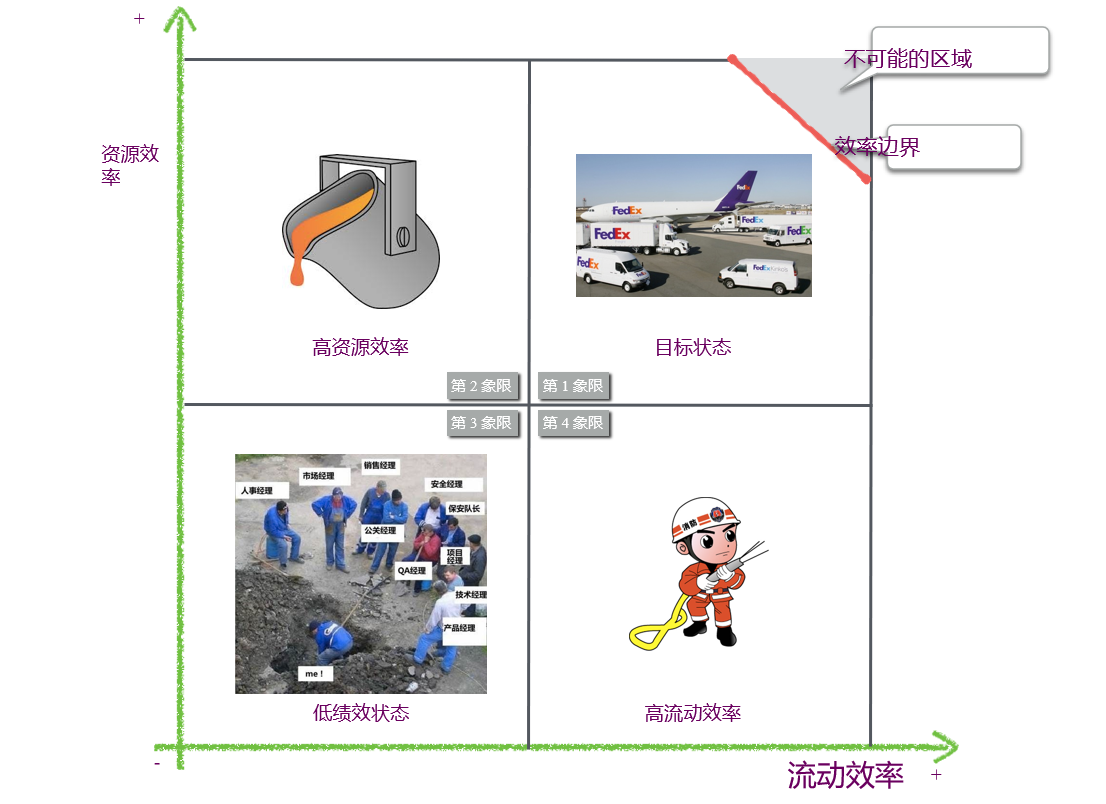 +
不可能的区域
资源效
率
效率边界
FedEx
FedEx
FedEx
FedEx
FedEx
FedEx
FedEx
高资源效率
目标状态
第 2 象限
第 1 象限
第 3 象限
第 4 象限
销售经理
市场经理
人事经理
安全经理
保安队长
公关经理
项目
经理
QA经理
技术经理
产品经理
me！
消防
低绩效状态
高流动效率
-
流动效率
+